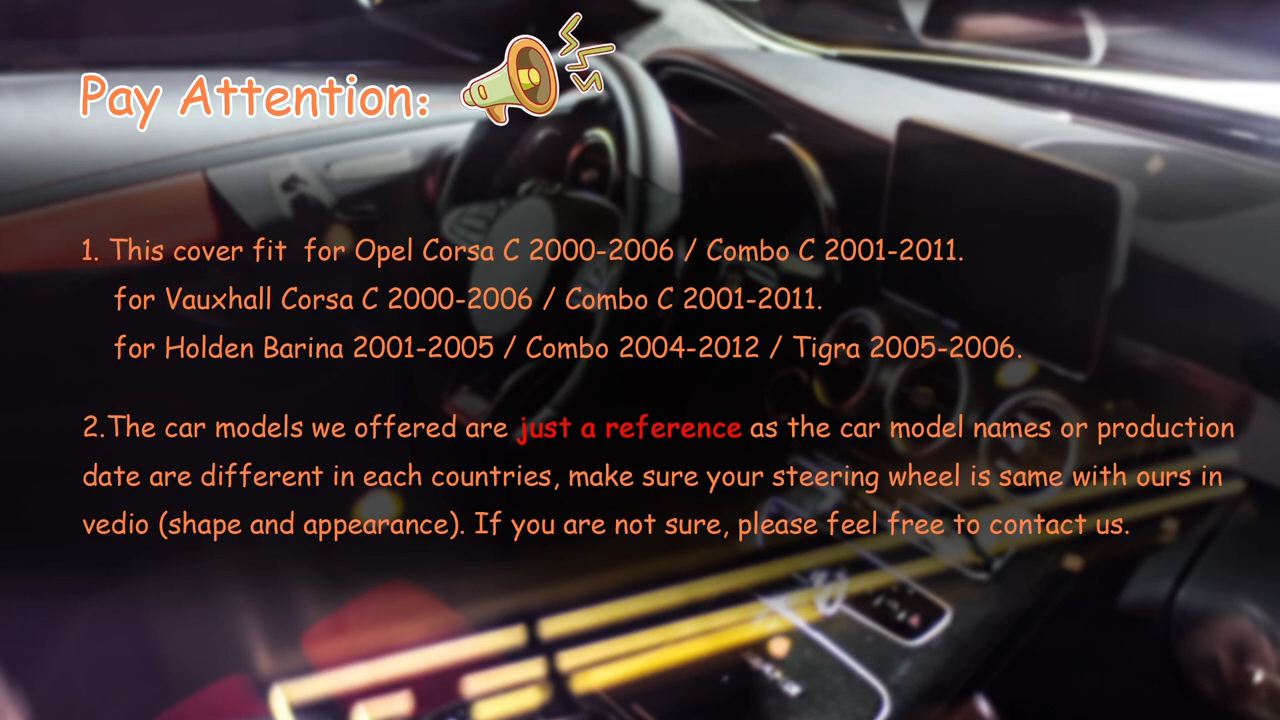 Pay Attention:
1. This cover fit for Opel Corsa C 2000-2006 / Combo C 2001-2011.
for Vauxhall Corsa C 2000-2006 / Combo C 2001-2011.
for Holden Barina 2001-2005 / Combo 2004-2012 / Tigra 2005-2006.
2.The car models we offered are just a reference as the car model names or production
date are different in each countries, make sure your steering wheel is same with ours in
vedio (shape and appearance). If you are not sure, please feel free to contact us.